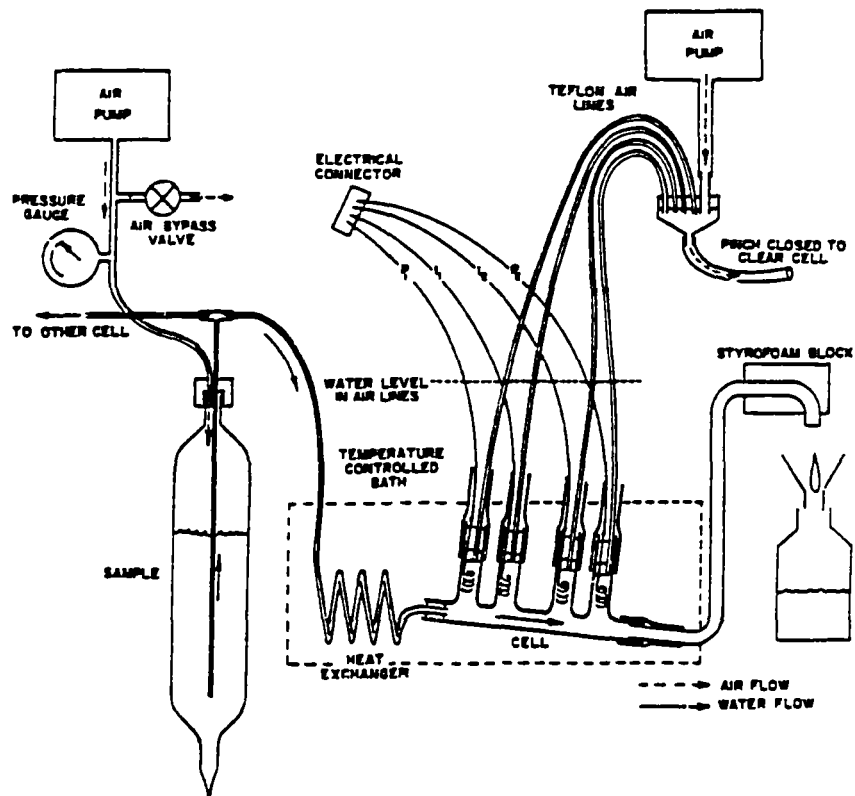 AIR
PUMP
AIR
PUMP
TEFLON AIR
LINES
ELECTRICAL
CONNECTOR
PRESSURE
GAUGE
AIR BYPASS
VALVE
PINCH CLOSED TO
CLEAR CELL
TO OTHER CELL
WATER LEVEL
IN AIR LINES
STYROFOAM BLOCK
TEMPERATURE
CONTROLLED
BATH
SAMPLE
HEAT
EXCHANGER
CELL
AIR FLOW
WATER FLOW